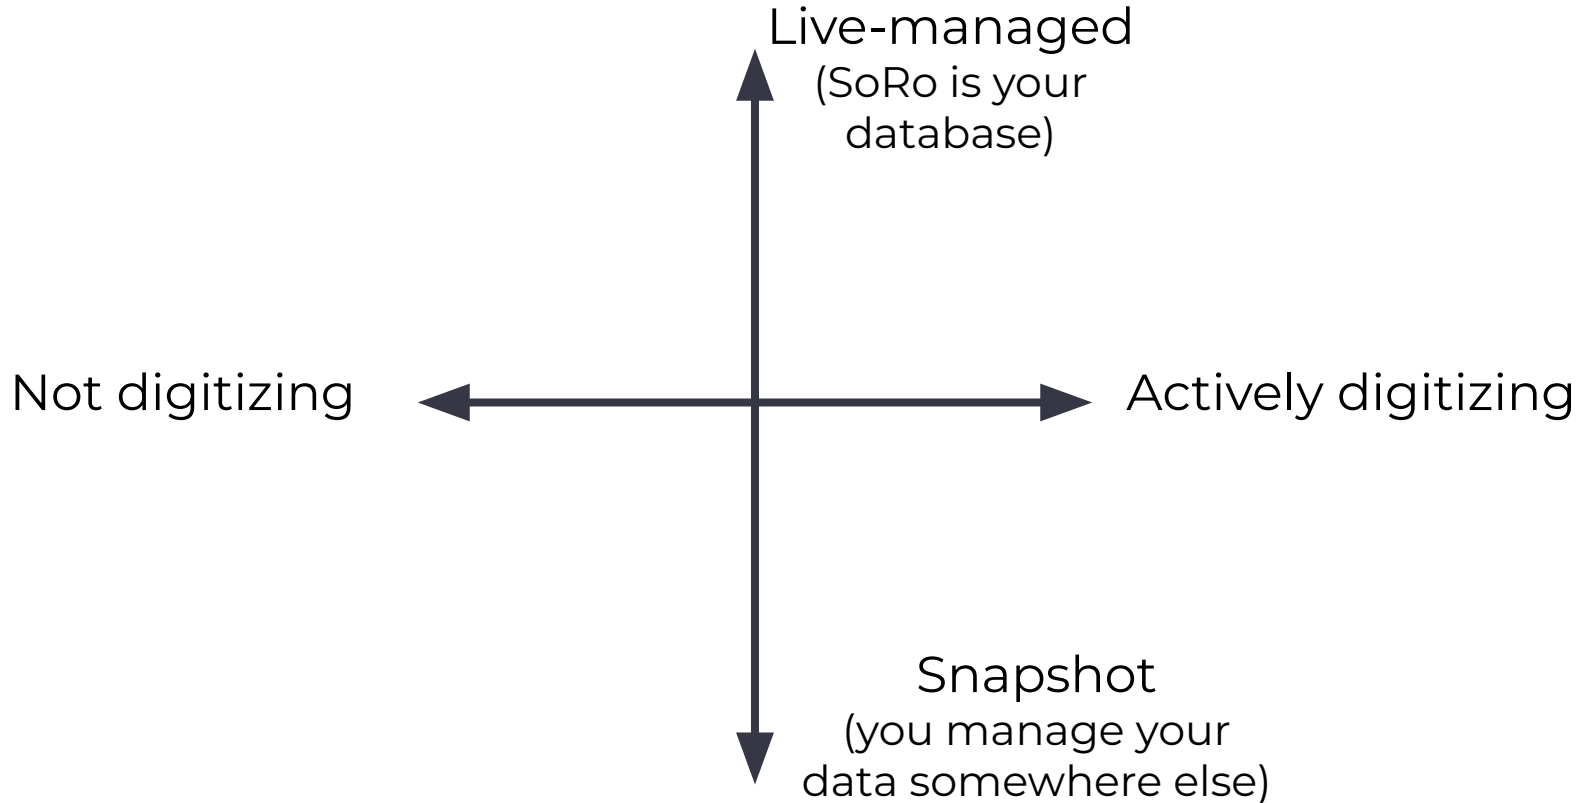 Live-managed
(SoRo is your
database)
Not digitizing
Actively digitizing
Snapshot
(you manage your
data somewhere else)